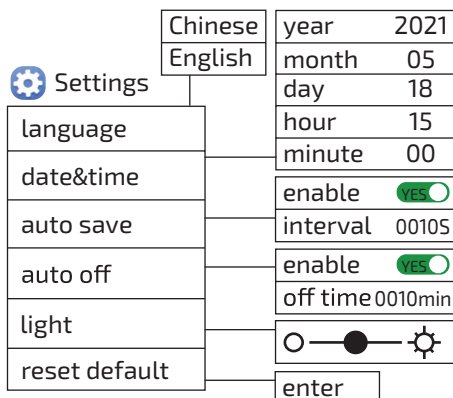 Settings
language
date&time
auto save
auto off
light
reset default
Chinese
English
year 2021
month 05
day 18
hour 15
minute 00
enable YES
interval 0010S
enable YES
off time 0010min
enter